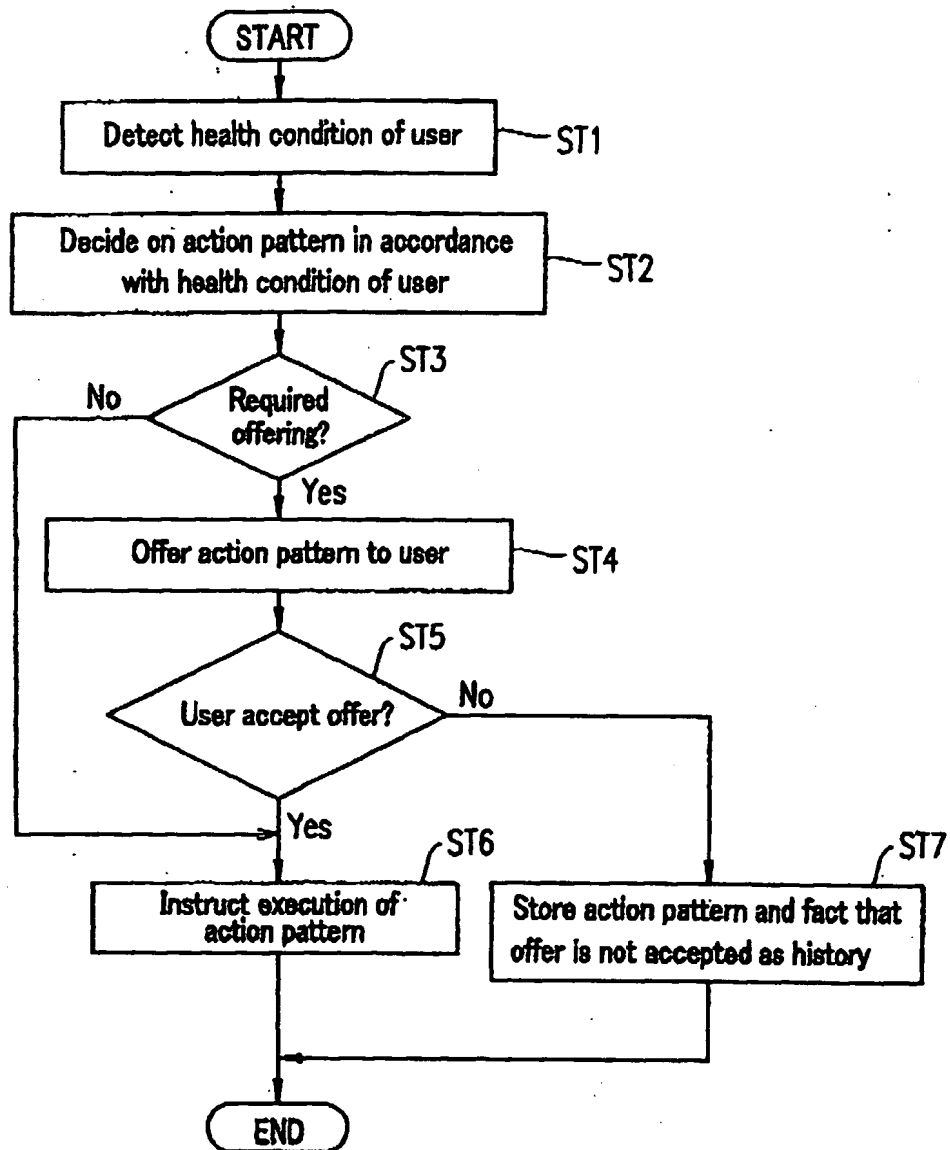 START
Detect health condition of user
ST1
Decide on action pattern in accordance
with health condition of user
ST2
ST3
No
Required
offering?
Yes
Offer action pattern to user
ST4
ST5
User accept offer?
No
Yes
ST6
Instruct execution of
action pattern
ST7
Store action pattern and fact that
offer is not accepted as history
END